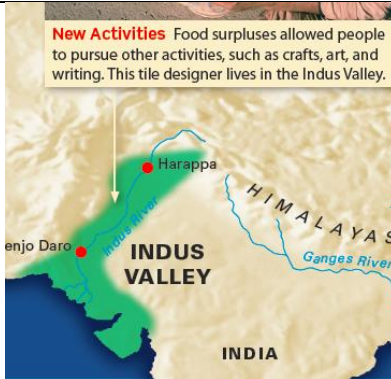 New Activities Food surpluses allowed people
to pursue other activities, such as crafts, art, and
writing. This tile designer lives in the Indus Valley.
Harappa
HIMALAYAS
enjo Daro
Indus River
Ganges River
INDUS
VALLEY
INDIA